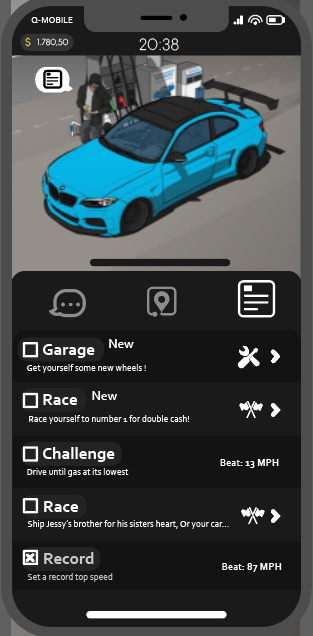 Q-MOBILE
$ 1.780,50
20:38
Garage New
Get yourself some new wheels !
Race New
Race yourself to number 1 for double cash!
Challenge
Drive until gas at its lowest
Beat: 13 MPH
Race
Ship Jessy's brother for his sisters heart, Or your car...
Record
Set a record top speed
Beat: 87 MPH